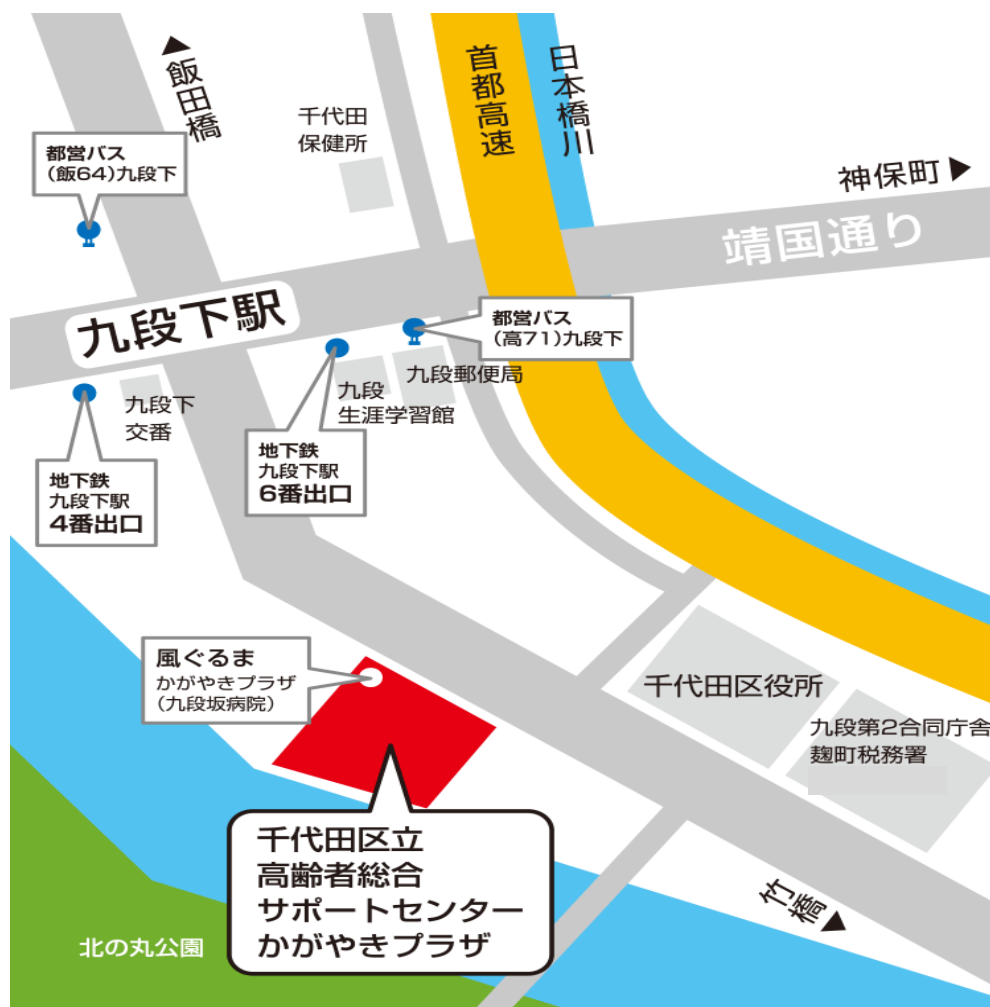 飯田橋
首都高速
日本橋川
千代田
保健所
都営バス
(飯64)九段下
神保町
靖国通り
九段下駅
都営バス
(高71)九段下
九段郵便局
九段
生涯学習館
九段下
交番
地下鉄
九段下駅
6番出口
地下鉄
九段下駅
4番出口
風ぐるま
かがやきプラザ
(九段坂病院)
千代田区役所
九段第2合同庁舎
麹町税務署
千代田区立
高齢者総合
サポートセンター
かがやきプラザ
竹橋
北の丸公園